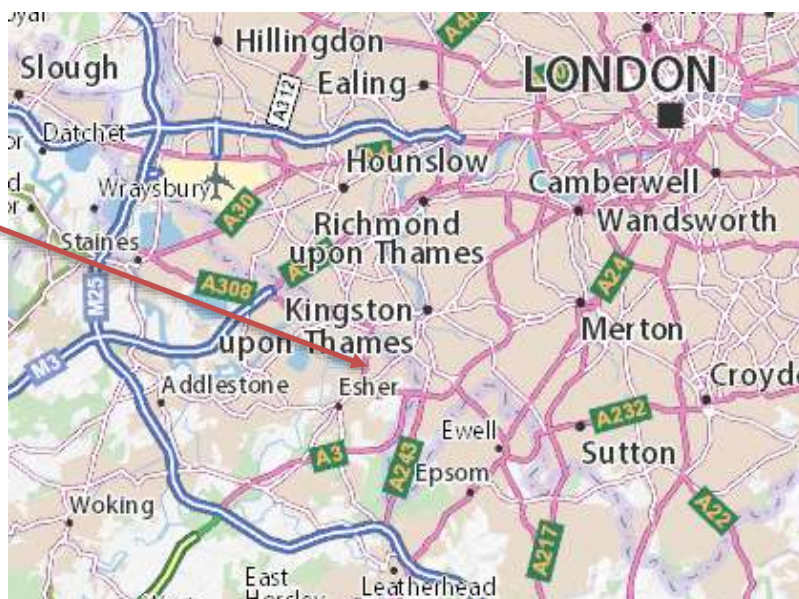 Hillingdon
Slough
Ealing
LONDON
A312
Datchet
Hounslow
Wraysbury
Camberwell
A30
Richmond
upon Thames
Wandsworth
Staines
A24
A308
M25
Kingston
upon Thames
Merton
M3
Addlestone
Esher
A232
Ewell
Sutton
A3
A243
Epsom
Woking
A22
A217
East
Leatherhead